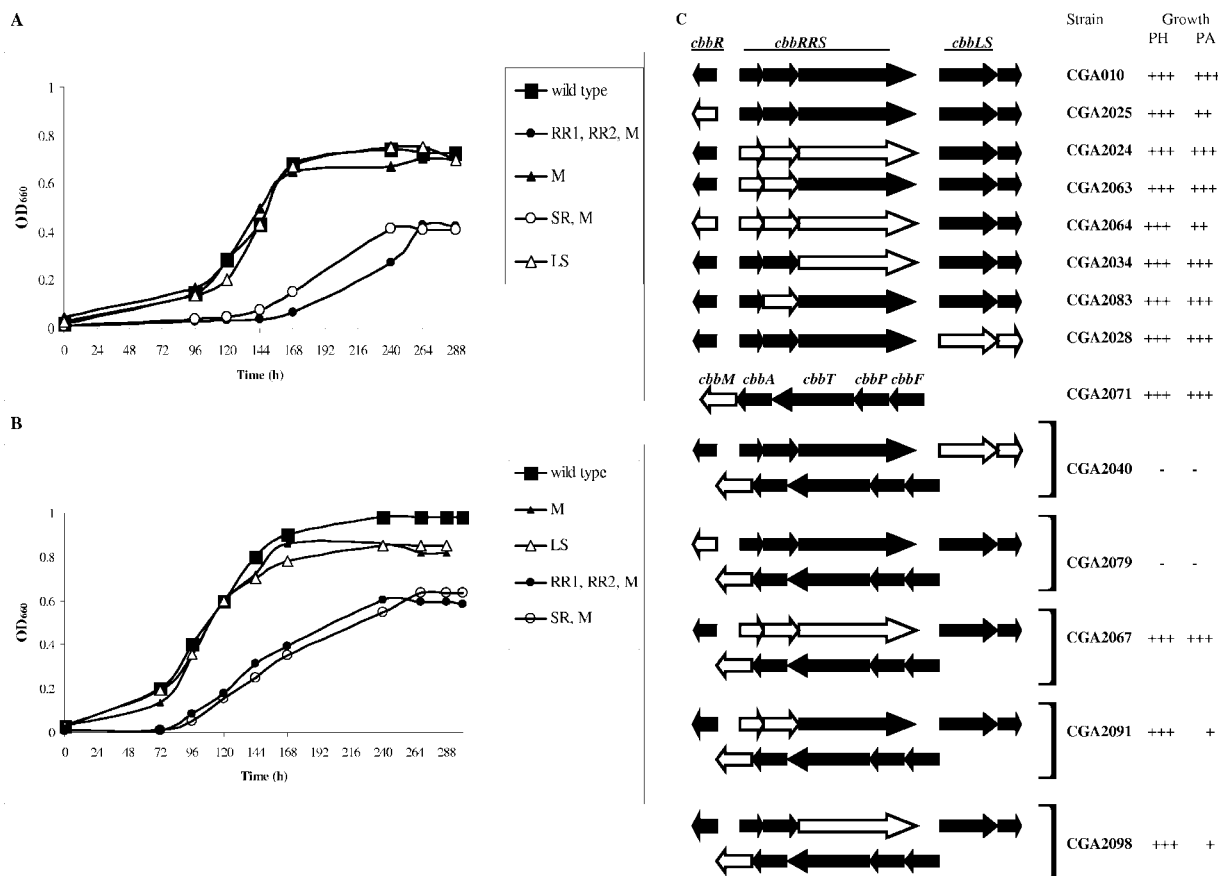 A
OD660
1
0.8
0.6
0.4
0.2
0
0 24 48 72 96 120 144 168 192 216 240 264 288
Time (h)
wild type
RR1, RR2, M
M
SR, M
LS
B
OD660
1
0.8
0.6
0.4
0.2
0
0 24 48 72 96 120 144 168 192 216 240 264 288
Time (h)
wild type
M
LS
RR1, RR2, M
SR, M
C
Strain Growth
PH PA
cbbR cbbRRS cbbLS
CGA010 +++ +++
CGA2025 +++ ++
CGA2024 +++ +++
CGA2063 +++ +++
CGA2064 +++ ++
CGA2034 +++ +++
CGA2083 +++ +++
CGA2028 +++ +++
cbbM cbbA cbbT cbbP cbbF
CGA2071 +++ +++
CGA2040 - -
CGA2079 - -
CGA2067 +++ +++
CGA2091 +++ +
CGA2098 +++ +